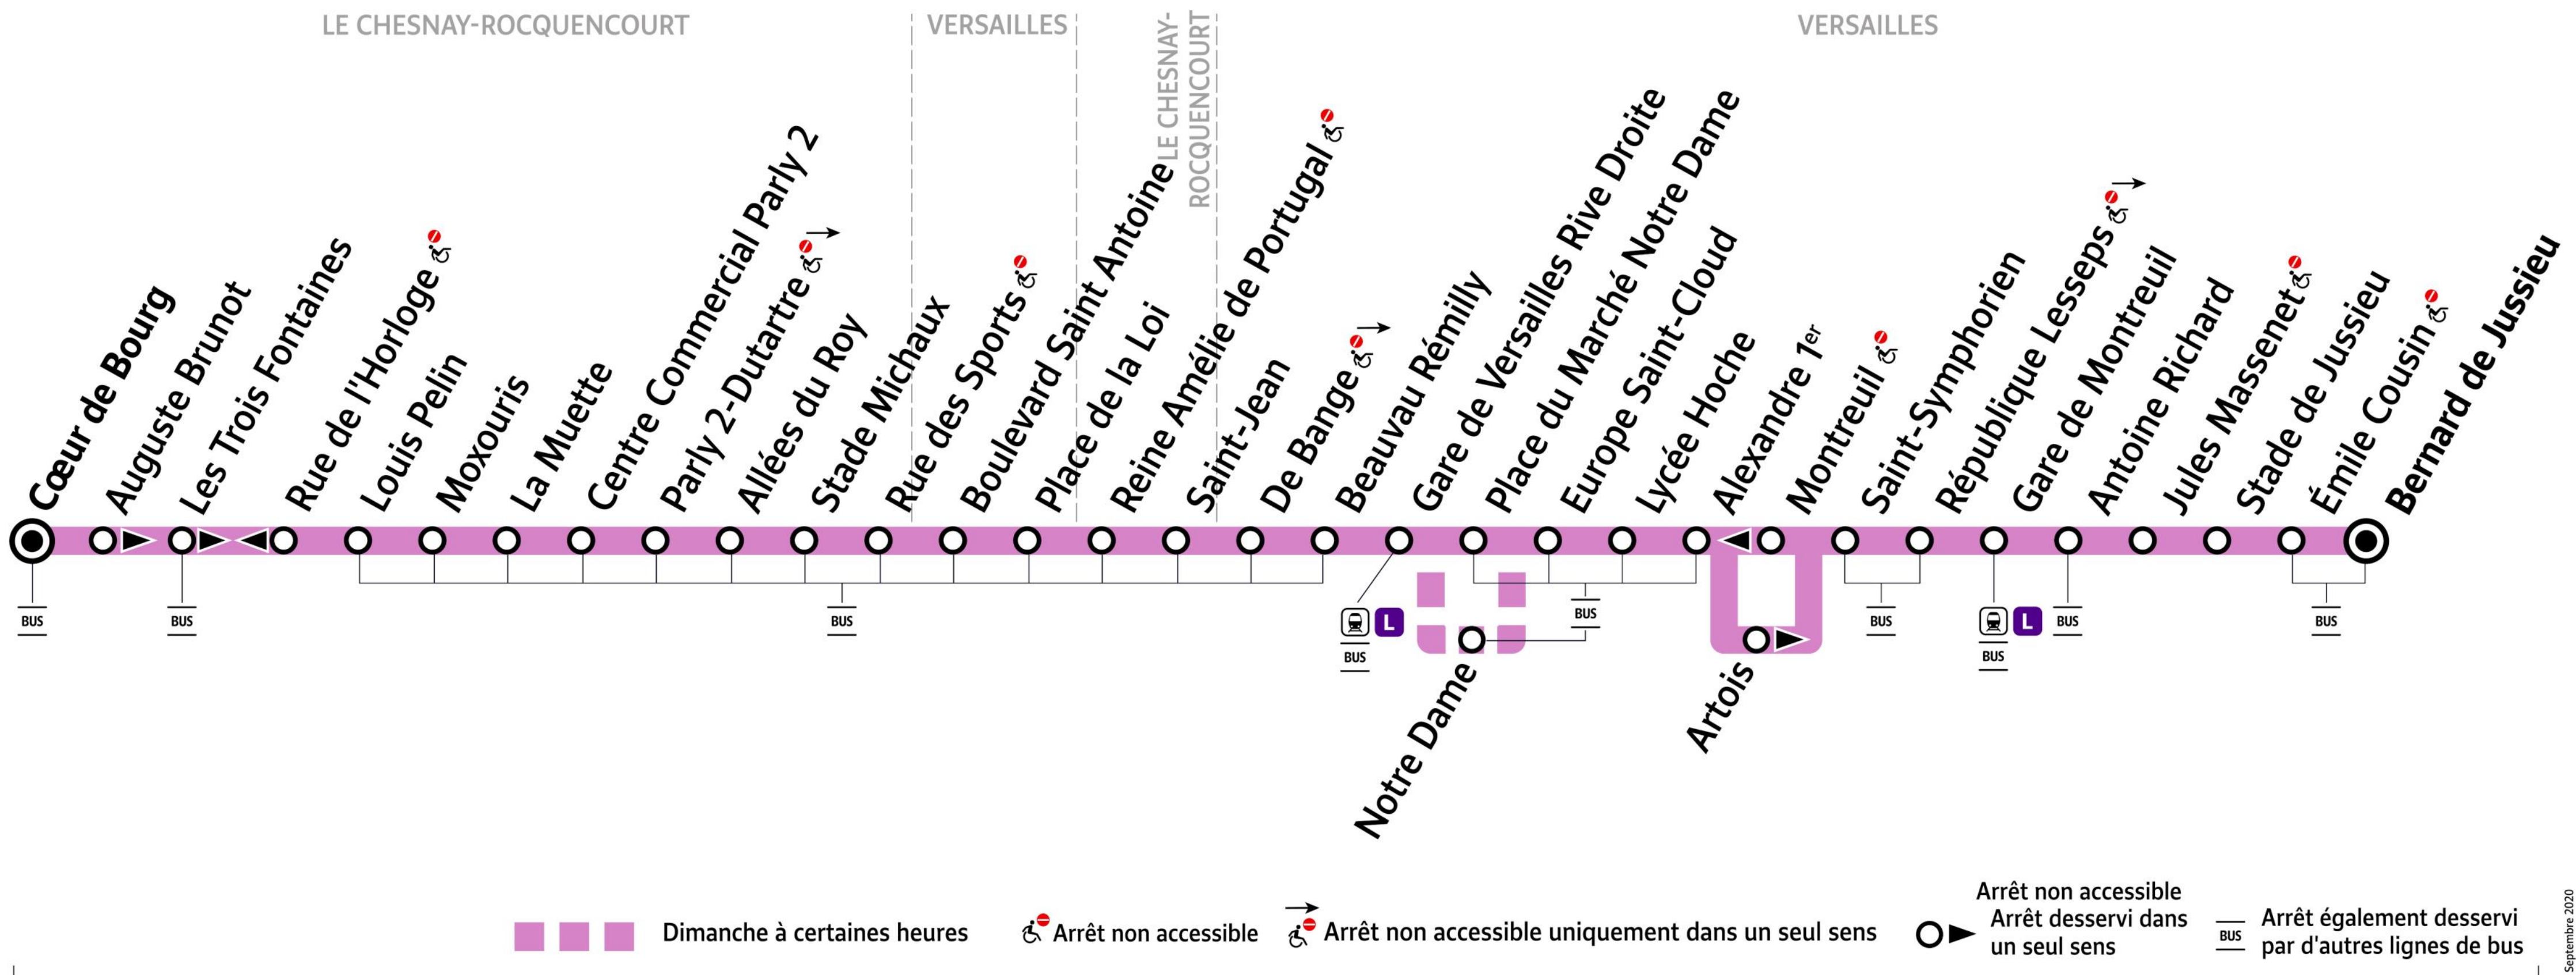 LE CHESNAY-ROCQUENCOURT
VERSAILLES
LE CHESNAY-
ROCQUENCOURT
VERSAILLES
Cœur de Bourg
Auguste Brunot
Les Trois Fontaines
Rue de l'Horloge
Louis Pelin
Moxouris
La Muette
Centre Commercial Parly 2
Parly 2-Dutartre
Allées du Roy
Stade Michaux
Rue des Sports
Boulevard Saint Antoine
Place de la Loi
Reine Amélie de Portugal
Saint-Jean
De Bange
Beauvau Rémilly
Gare de Versailles Rive Droite
Place du Marché Notre Dame
Europe Saint-Cloud
Lycée Hoche
Alexandre 1er
Montreuil
Saint-Symphorien
République Lesseps
Gare de Montreuil
Antoine Richard
Jules Massenet
Stade de Jussieu
Émile Cousin
Bernard de Jussieu
BUS
BUS
BUS
L
BUS
BUS
BUS
L
BUS
BUS
BUS
Notre Dame
Artois
Dimanche à certaines heures
Arrêt non accessible
Arrêt non accessible uniquement dans un seul sens
Arrêt non accessible
Arrêt desservi dans
un seul sens
BUS
Arrêt également desservi
par d'autres lignes de bus
Septembre 2020